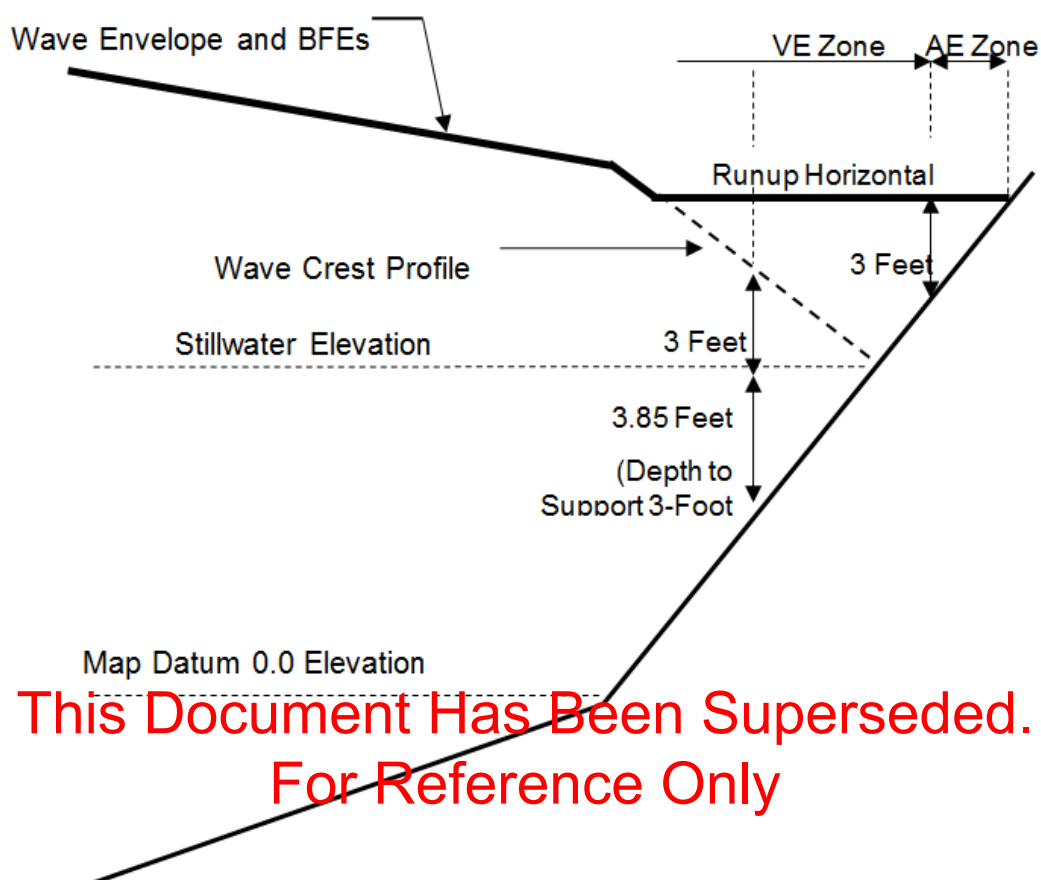 Wave Envelope and BFEs
VE Zone
AE Zone
Runup Horizontal
3 Feet
Wave Crest Profile
Stillwater Elevation
3 Feet
3.85 Feet
(Depth to
Support 3-Foot
Map Datum 0.0 Elevation
This Document Has Been Superseded.
For Reference Only